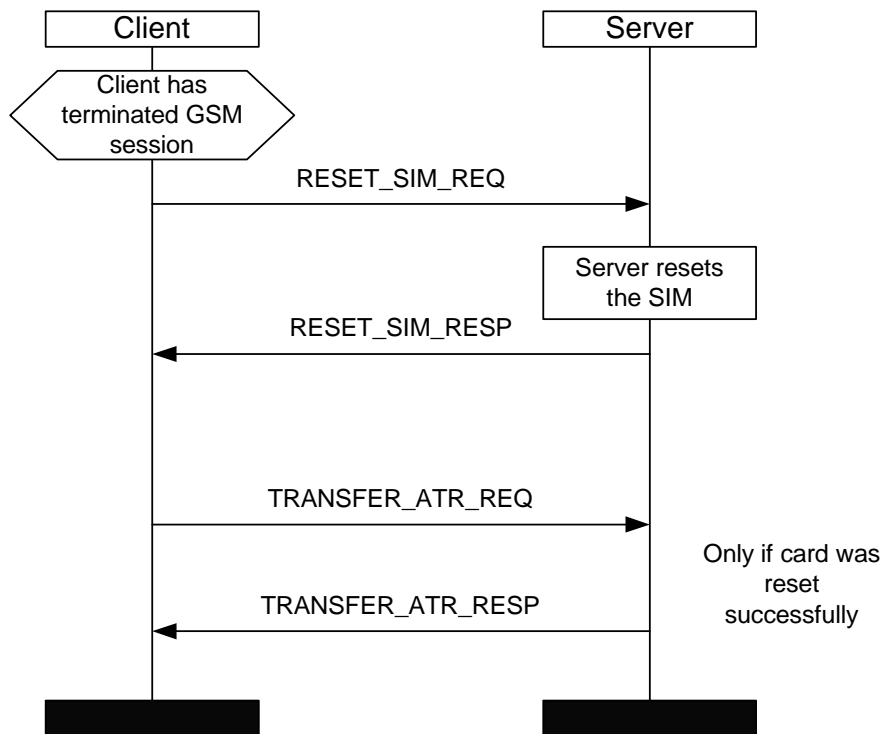 Client
Server
Client has
terminated GSM
session
RESET_SIM_REQ
Server resets
the SIM
RESET_SIM_RESP
TRANSFER_ATR_REQ
Only if card was
reset
successfully
TRANSFER_ATR_RESP